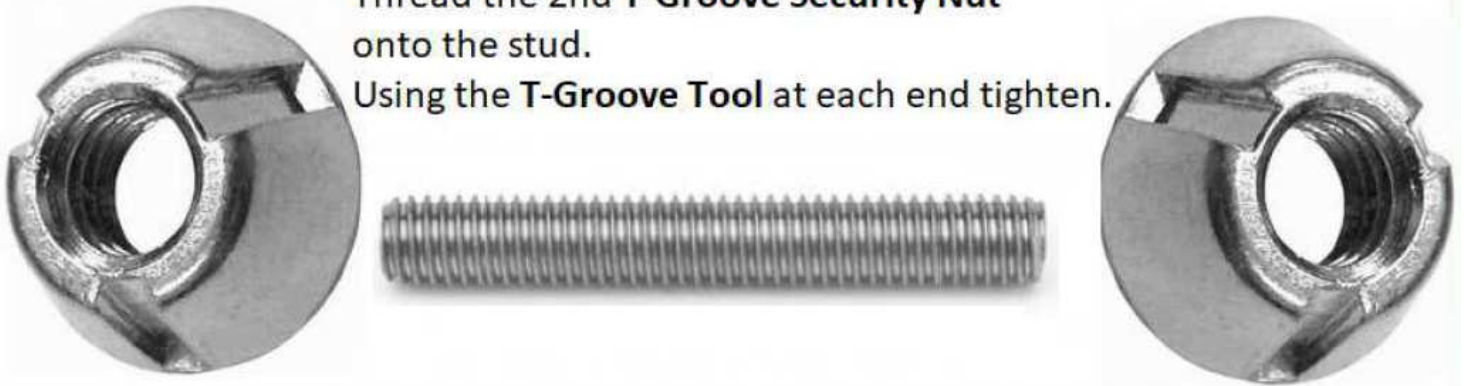 Thread the 2nd T-Groove Security Nut
onto the stud.
Using the T-Groove Tool at each end tighten.